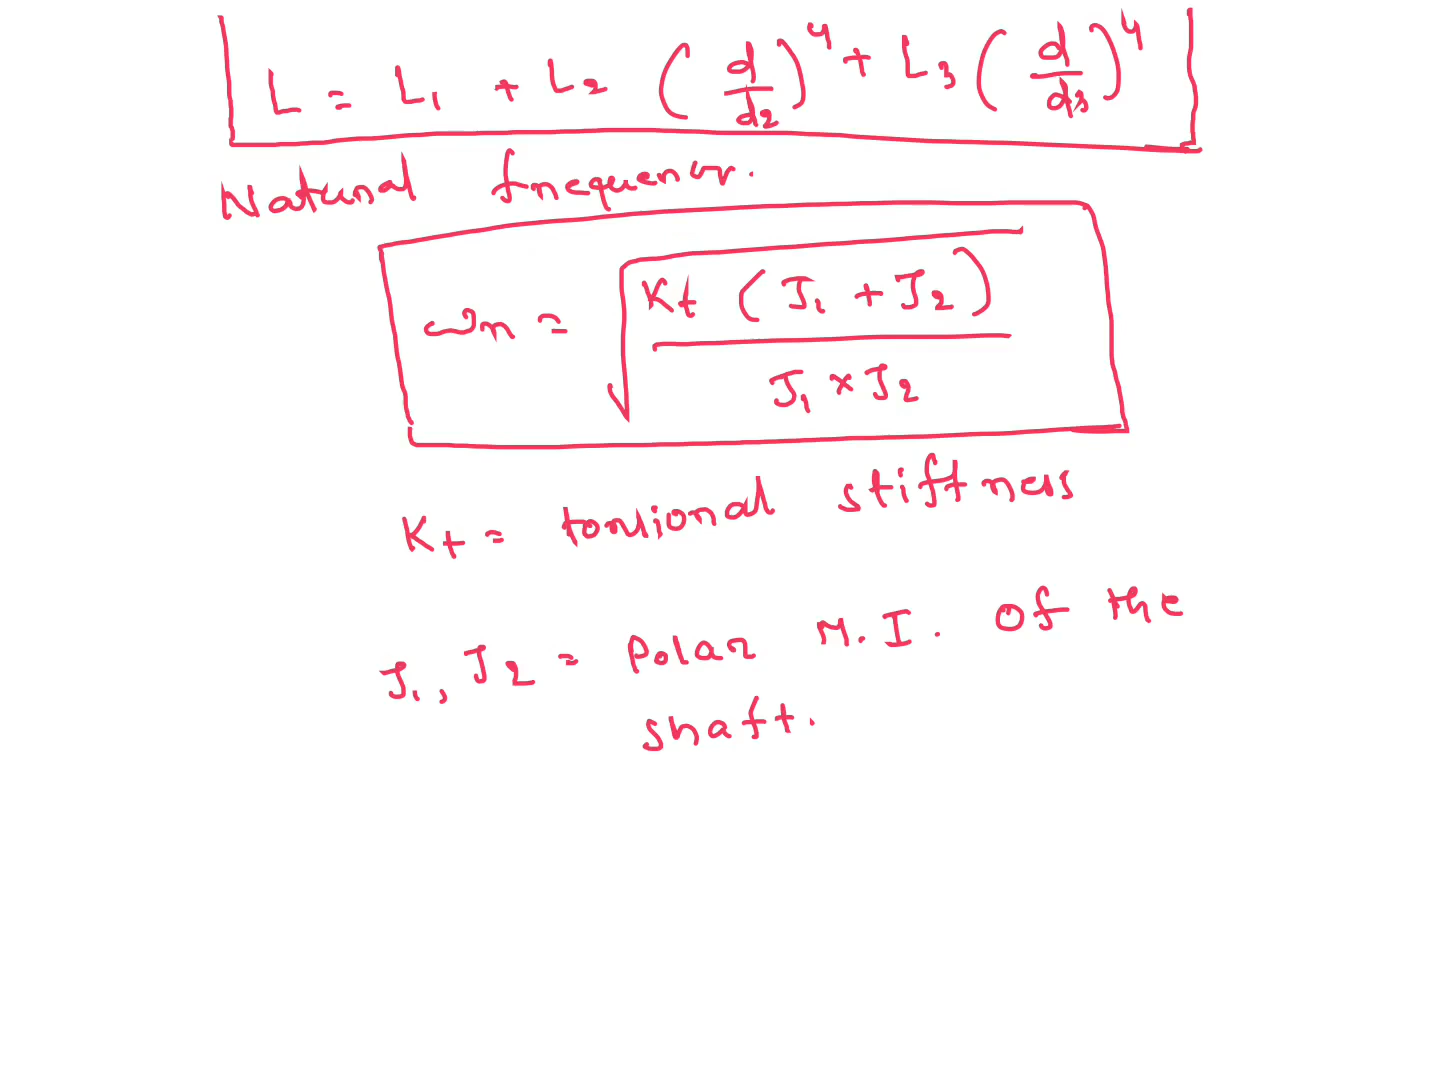 L = L₁ + L₂ (d/d₂)⁴ + L₃ (d/d₃)⁴
Natural frequency.
ωn = √(Kt (J₁ + J₂) / J₁ × J₂)
Kt = torsional stiffness
J₁, J₂ = Polar M.I. of the
shaft.